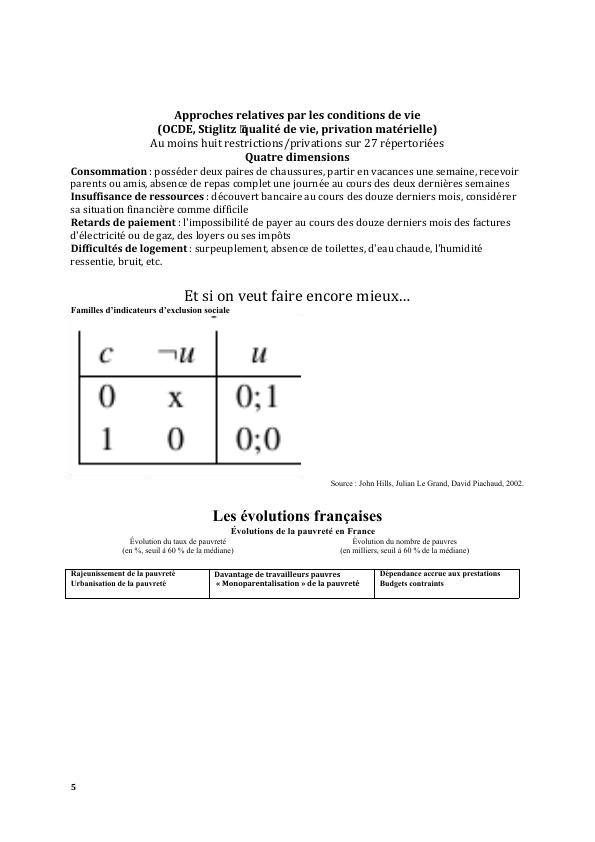 Approches relatives par les conditions de vie
(OCDE, Stiglitz qualité de vie, privation matérielle)
Au moins huit restrictions/privations sur 27 répertoriées
Quatre dimensions
Consommation : posséder deux paires de chaussures, partir en vacances une semaine, recevoir
parents ou amis, absence de repas complet une journée au cours des deux dernières semaines
Insuffisance de ressources : découvert bancaire au cours des douze derniers mois, considérer
sa situation financière comme difficile
Retards de paiement : l'impossibilité de payer au cours des douze derniers mois des factures
d'électricité ou de gaz, des loyers ou ses impôts
Difficultés de logement : surpeuplement, absence de toilettes, d'eau chaude, l'humidité
ressentie, bruit, etc.
Et si on veut faire encore mieux…
Familles d'indicateurs d'exclusion sociale
c ¬u u
0 x 0;1
1 0 0;0
Source : John Hills, Julian Le Grand, David Piachaud, 2002.
Les évolutions françaises
Évolutions de la pauvreté en France
Évolution du taux de pauvreté
(en %, seuil à 60 % de la médiane)
Évolution du nombre de pauvres
(en milliers, seuil à 60 % de la médiane)
Rajeunissement de la pauvreté
Urbanisation de la pauvreté
Davantage de travailleurs pauvres
« Monoparentalisation » de la pauvreté
Dépendance accrue aux prestations
Budgets contraints
5